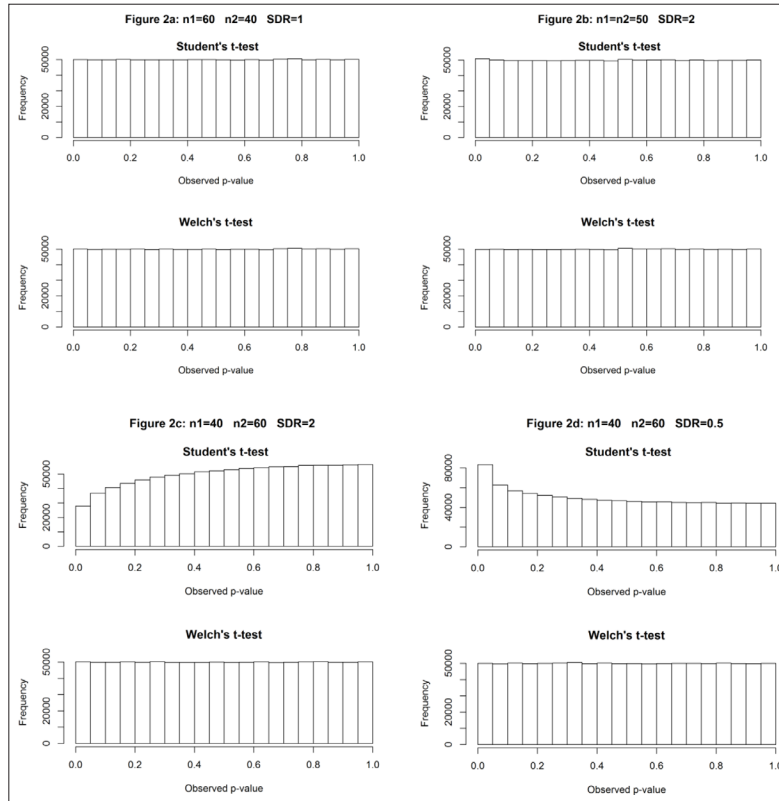 Figure 2a: n1=60 n2=40 SDR=1
Student's t-test
Frequency
0 20000 50000
0.0 0.2 0.4 0.6 0.8 1.0
Observed p-value
Welch's t-test
Frequency
0 20000 50000
0.0 0.2 0.4 0.6 0.8 1.0
Observed p-value
Figure 2b: n1=n2=50 SDR=2
Student's t-test
Frequency
0 20000 50000
0.0 0.2 0.4 0.6 0.8 1.0
Observed p-value
Welch's t-test
Frequency
0 20000 50000
0.0 0.2 0.4 0.6 0.8 1.0
Observed p-value
Figure 2c: n1=40 n2=60 SDR=2
Student's t-test
Frequency
0 20000 50000
0.0 0.2 0.4 0.6 0.8 1.0
Observed p-value
Welch's t-test
Frequency
0 20000 50000
0.0 0.2 0.4 0.6 0.8 1.0
Observed p-value
Figure 2d: n1=40 n2=60 SDR=0.5
Student's t-test
Frequency
0 40000 80000
0.0 0.2 0.4 0.6 0.8 1.0
Observed p-value
Welch's t-test
Frequency
0 20000 50000
0.0 0.2 0.4 0.6 0.8 1.0
Observed p-value